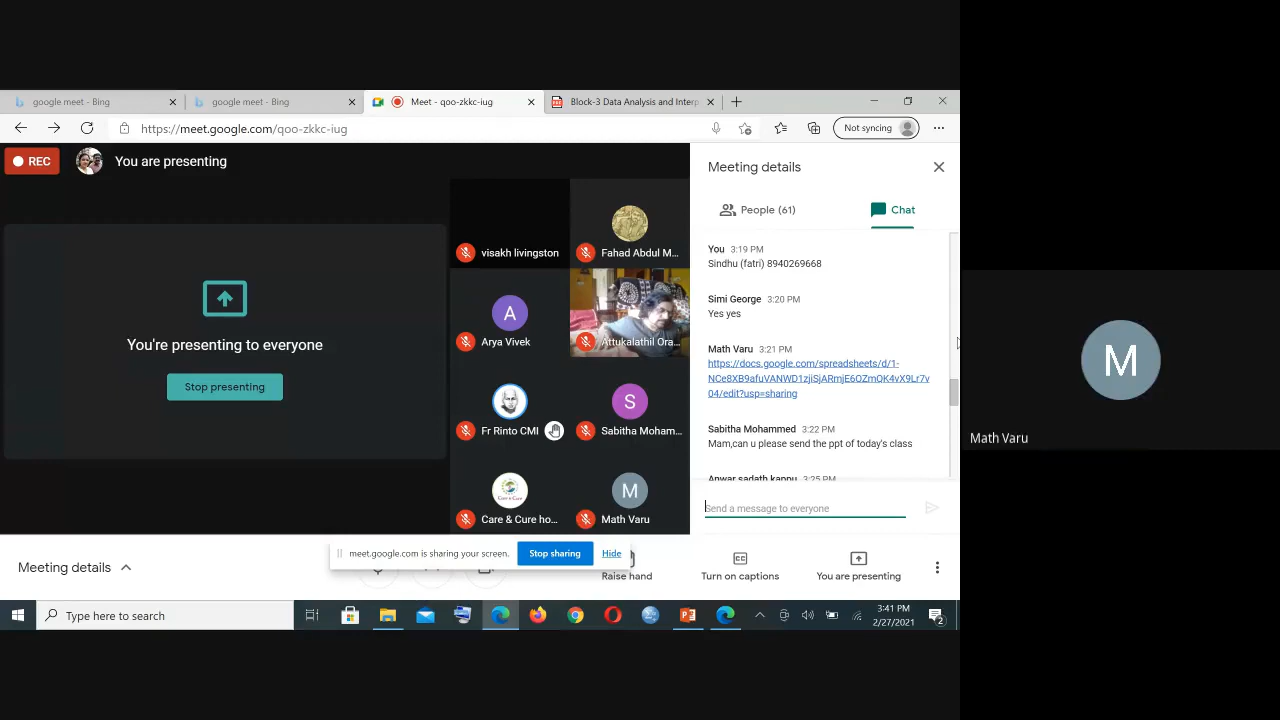 google meet - Bing
google meet - Bing
Meet - qoo-zkkc-iug
Block-3 Data Analysis and Interp
https://meet.google.com/qoo-zkkc-iug
Not syncing
REC
You are presenting
You're presenting to everyone
Stop presenting
visakh livingston
Fahad Abdul M...
A
Arya Vivek
Attukalathil Ora...
Fr Rinto CMI
S
Sabitha Moham...
Care & Cure ho...
M
Math Varu
Meeting details
People (61)
Chat
You 3:19 PM
Sindhu (fatri) 8940269668
Simi George 3:20 PM
Yes yes
Math Varu 3:21 PM
https://docs.google.com/spreadsheets/d/1-
NCe8XB9afuVANWD1zjiSjARmjE6OZmQK4vX9Lr7v
04/edit?usp=sharing
Sabitha Mohammed 3:22 PM
Mam,can u please send the ppt of today's class
Anwar sadath kappu 3:25 PM
Send a message to everyone
Meeting details
meet.google.com is sharing your screen.
Stop sharing
Hide
Raise hand
Turn on captions
You are presenting
Type here to search
3:41 PM
2/27/2021
2
M
Math Varu